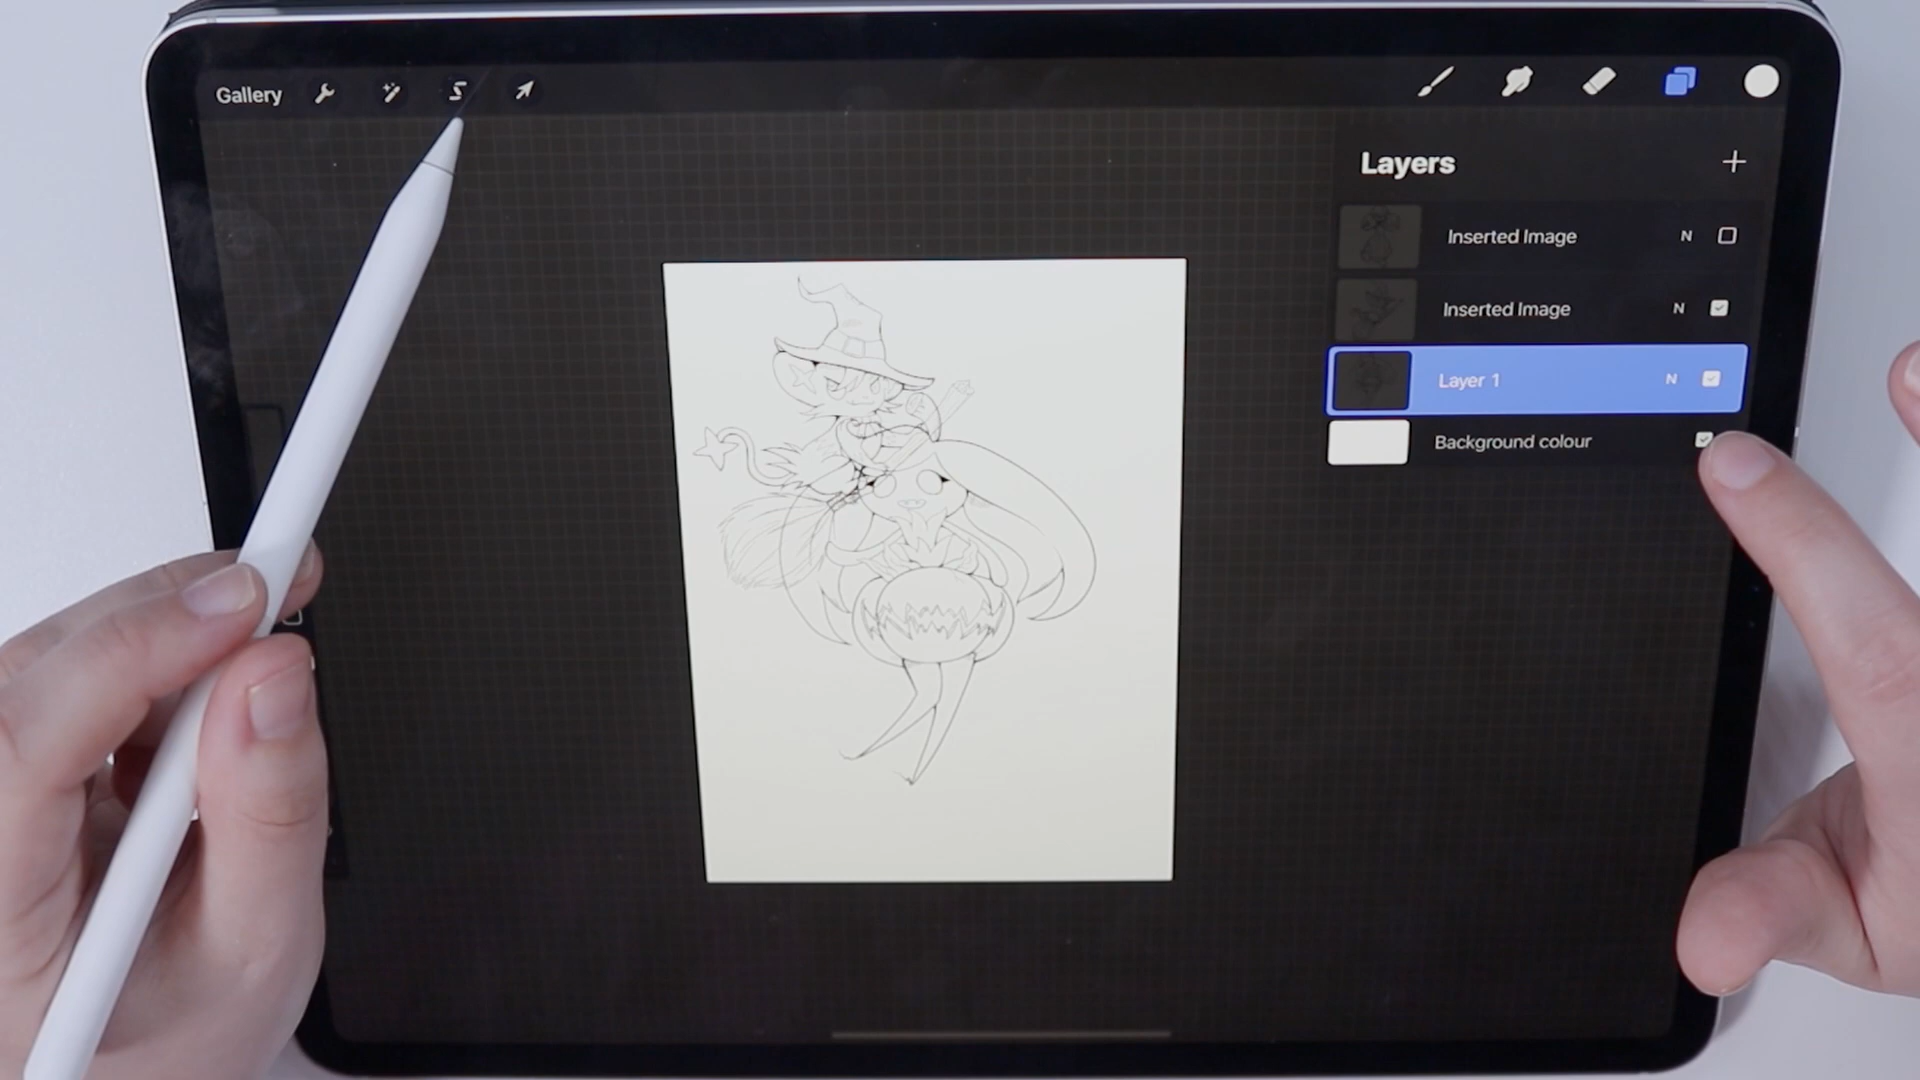 Gallery
Layers
Inserted Image N
Inserted Image N
Layer 1 N
Background colour